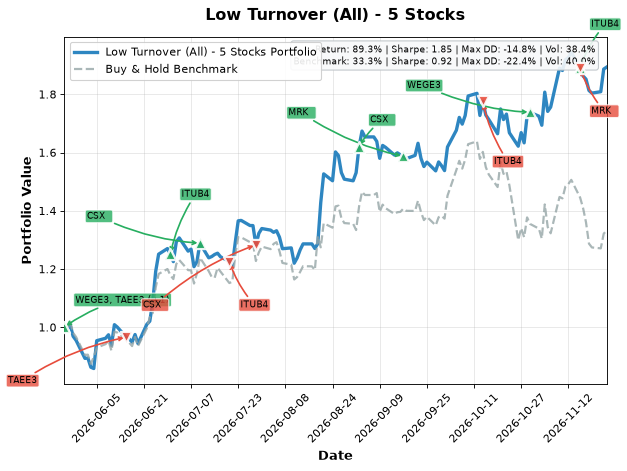 Low Turnover (All) - 5 Stocks
ITUB4
Low Turnover (All) - 5 Stocks Portfolio
Buy & Hold Benchmark
Return: 89.3% | Sharpe: 1.85 | Max DD: -14.8% | Vol: 38.4%
Benchmark: 33.3% | Sharpe: 0.92 | Max DD: -22.4% | Vol: 40.0%
WEGE3
MRK
MRK
CSX
ITUB4
ITUB4
CSX
WEGE3, TAEE3
CSX
ITUB4
TAEE3
1.8
1.6
1.4
1.2
1.0
Portfolio Value
2026-06-05
2026-06-21
2026-07-07
2026-07-23
2026-08-08
2026-08-24
2026-09-09
2026-09-25
2026-10-11
2026-10-27
2026-11-12
Date